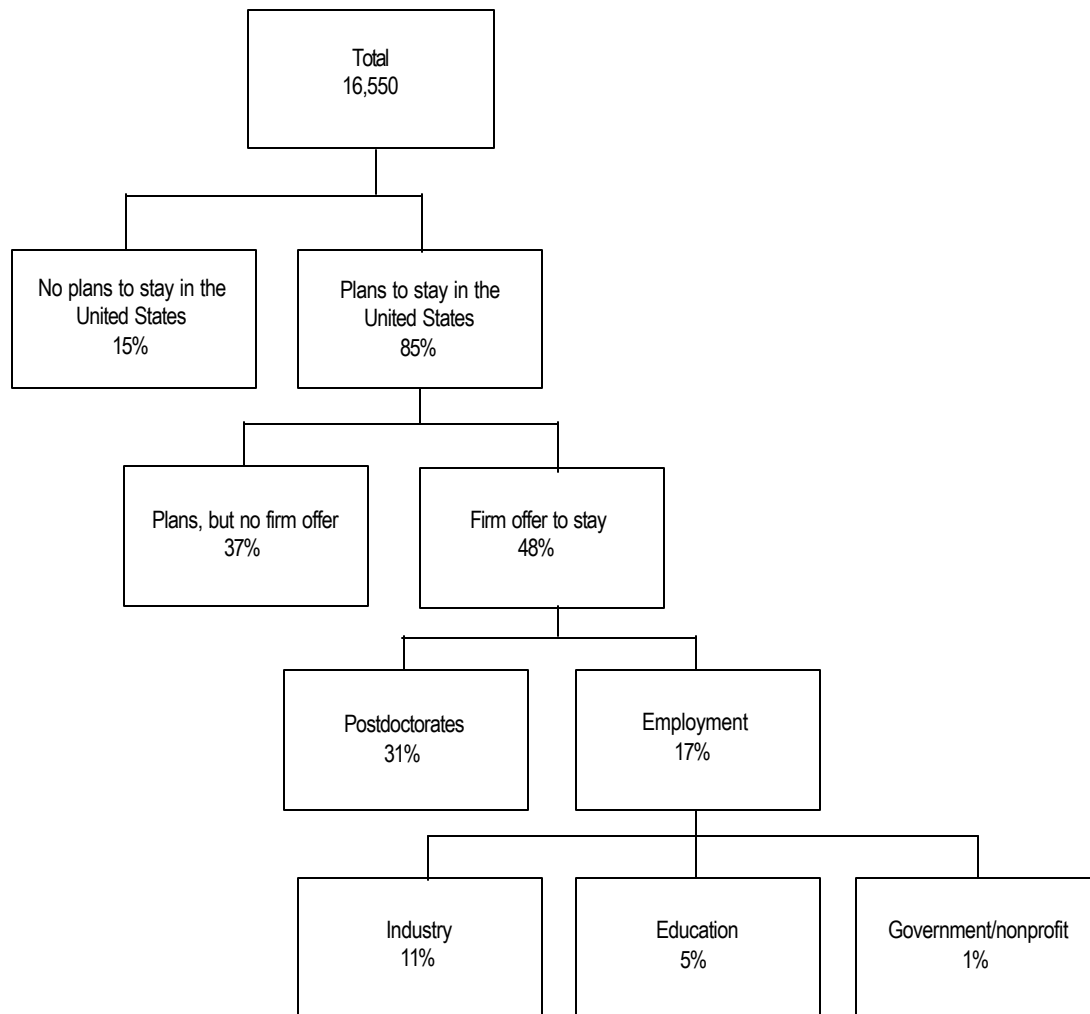 Total
16,550
No plans to stay in the
United States
15%
Plans to stay in the
United States
85%
Plans, but no firm offer
37%
Firm offer to stay
48%
Postdoctorates
31%
Employment
17%
Industry
11%
Education
5%
Government/nonprofit
1%